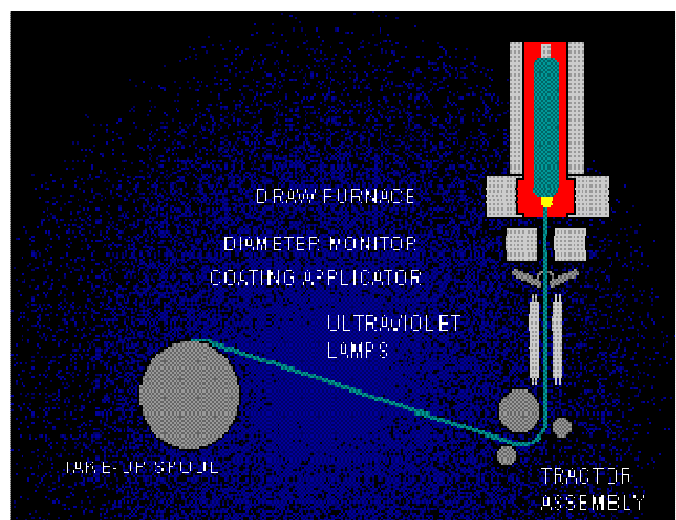 DRAW FURNACE
DIAMETER MONITOR
COATING APPLICATOR
ULTRAVIOLET
LAMPS
TAKE-UP SPOOL
TRACTOR
ASSEMBLY